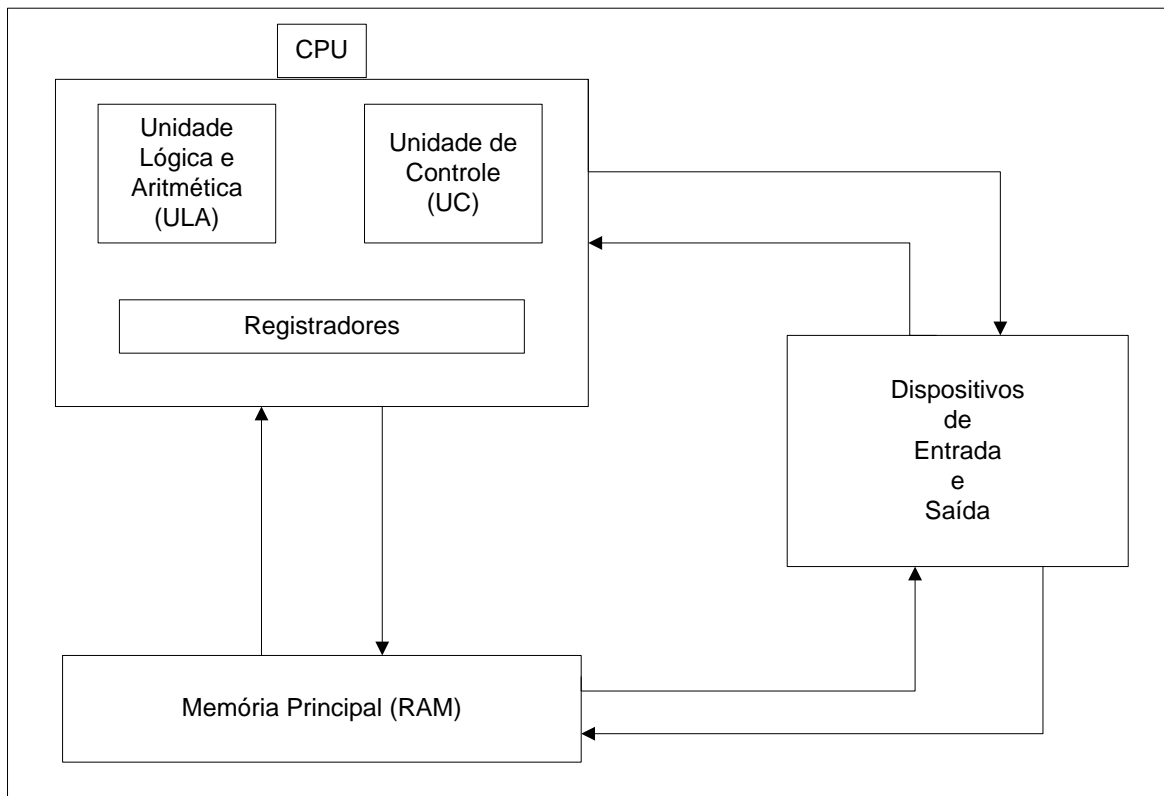 CPU
Unidade
Lógica e
Aritmética
(ULA)
Unidade de
Controle
(UC)
Registradores
Dispositivos
de
Entrada
e
Saída
Memória Principal (RAM)